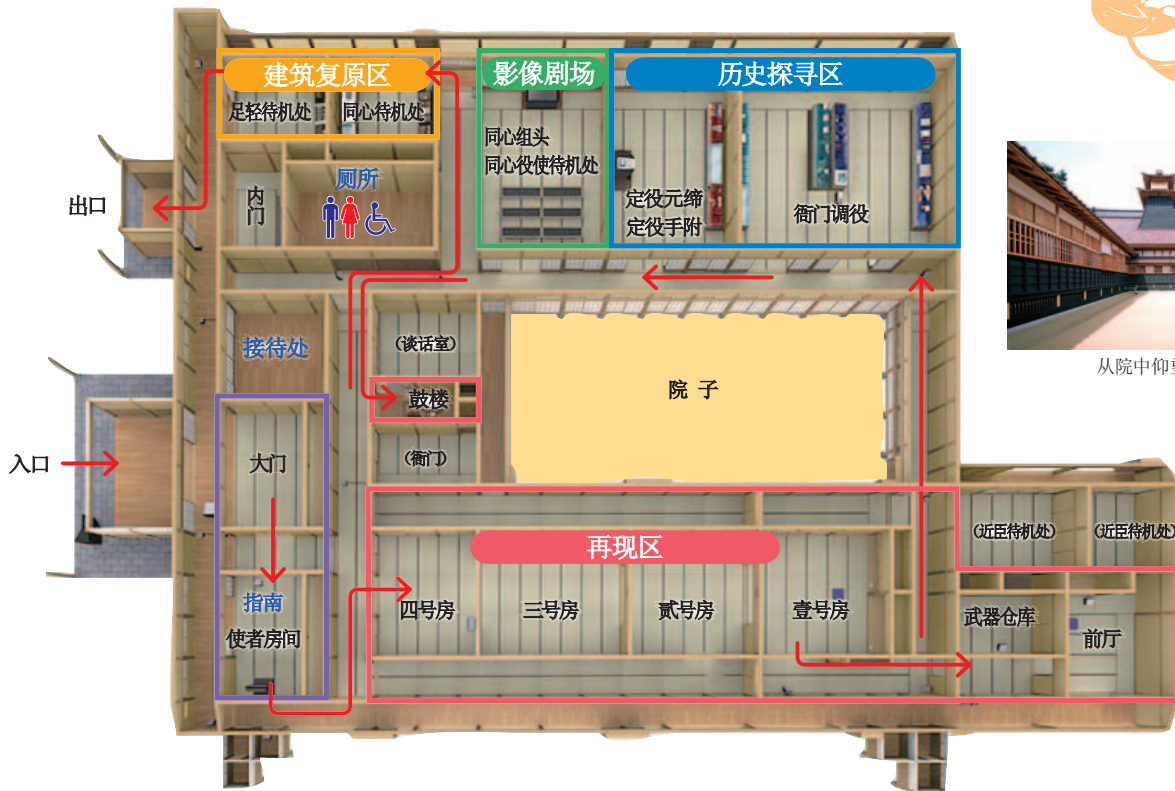 建筑复原区
影像剧场
历史探寻区
足轻待机处
同心待机处
同心组头
同心役使待机处
定役元缔
定役手附
衙门调役
内门
厕所
出口
接待处
(谈话室)
鼓楼
(衙门)
院 子
从院中仰
入口
大门
指南
使者房间
再现区
四号房
三号房
贰号房
壹号房
(近臣待机处)
(近臣待机处)
武器仓库
前厅